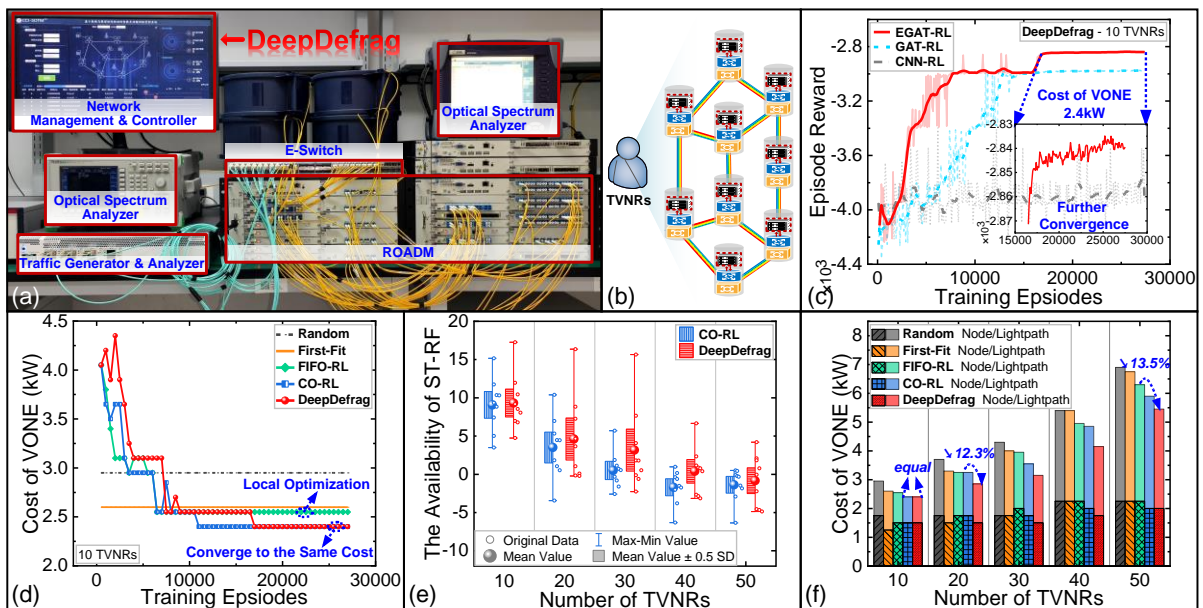 DeepDefrag
Network
Management & Controller
Optical Spectrum
Analyzer
E-Switch
Optical Spectrum
Analyzer
Traffic Generator & Analyzer
ROADM
(a)
TVNRs
(b)
EGAT-RL
GAT-RL
CNN-RL
DeepDefrag - 10 TVNRs
Cost of VONE
2.4kW
Further
Convergence
-2.8
-3.2
-3.6
-4.0
-4.4
×10³
Episode Reward
-2.83
-2.84
-2.85
-2.86
-2.87
×10³
15000 20000 25000 30000
0 10000 20000 30000
Training Epsiodes
(c)
4.5
4.0
3.5
3.0
2.5
2.0
Cost of VONE (kW)
Random
First-Fit
FIFO-RL
CO-RL
DeepDefrag
Local Optimization
Converge to the Same Cost
10 TVNRs
0 10000 20000 30000
Training Epsiodes
(d)
20
15
10
5
0
-5
-10
The Availability of ST-RF
CO-RL
DeepDefrag
Original Data
Max-Min Value
Mean Value
Mean Value ± 0.5 SD
10 20 30 40 50
Number of TVNRs
(e)
8
7
6
5
4
3
2
1
0
Cost of VONE (kW)
Random Node/Lightpath
First-Fit Node/Lightpath
FIFO-RL Node/Lightpath
CO-RL Node/Lightpath
DeepDefrag Node/Lightpath
equal
↘ 12.3%
↘ 13.5%
10 20 30 40 50
Number of TVNRs
(f)